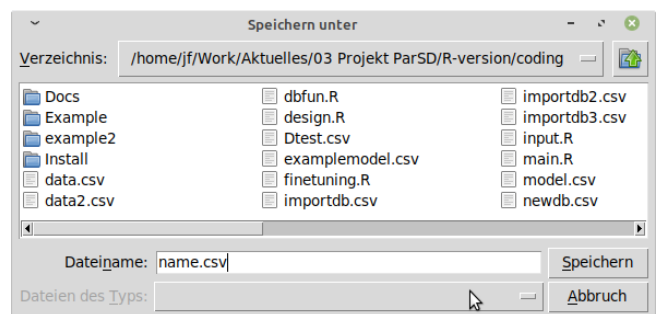 Speichern unter
Verzeichnis: /home/jf/Work/Aktuelles/03 Projekt ParSD/R-version/coding
Docs dbfun.R importdb2.csv
Example design.R importdb3.csv
example2 Dtest.csv input.R
Install examplemodel.csv main.R
data.csv finetuning.R model.csv
data2.csv importdb.csv newdb.csv
Dateiname: name.csv Speichern
Dateien des Typs: Abbruch